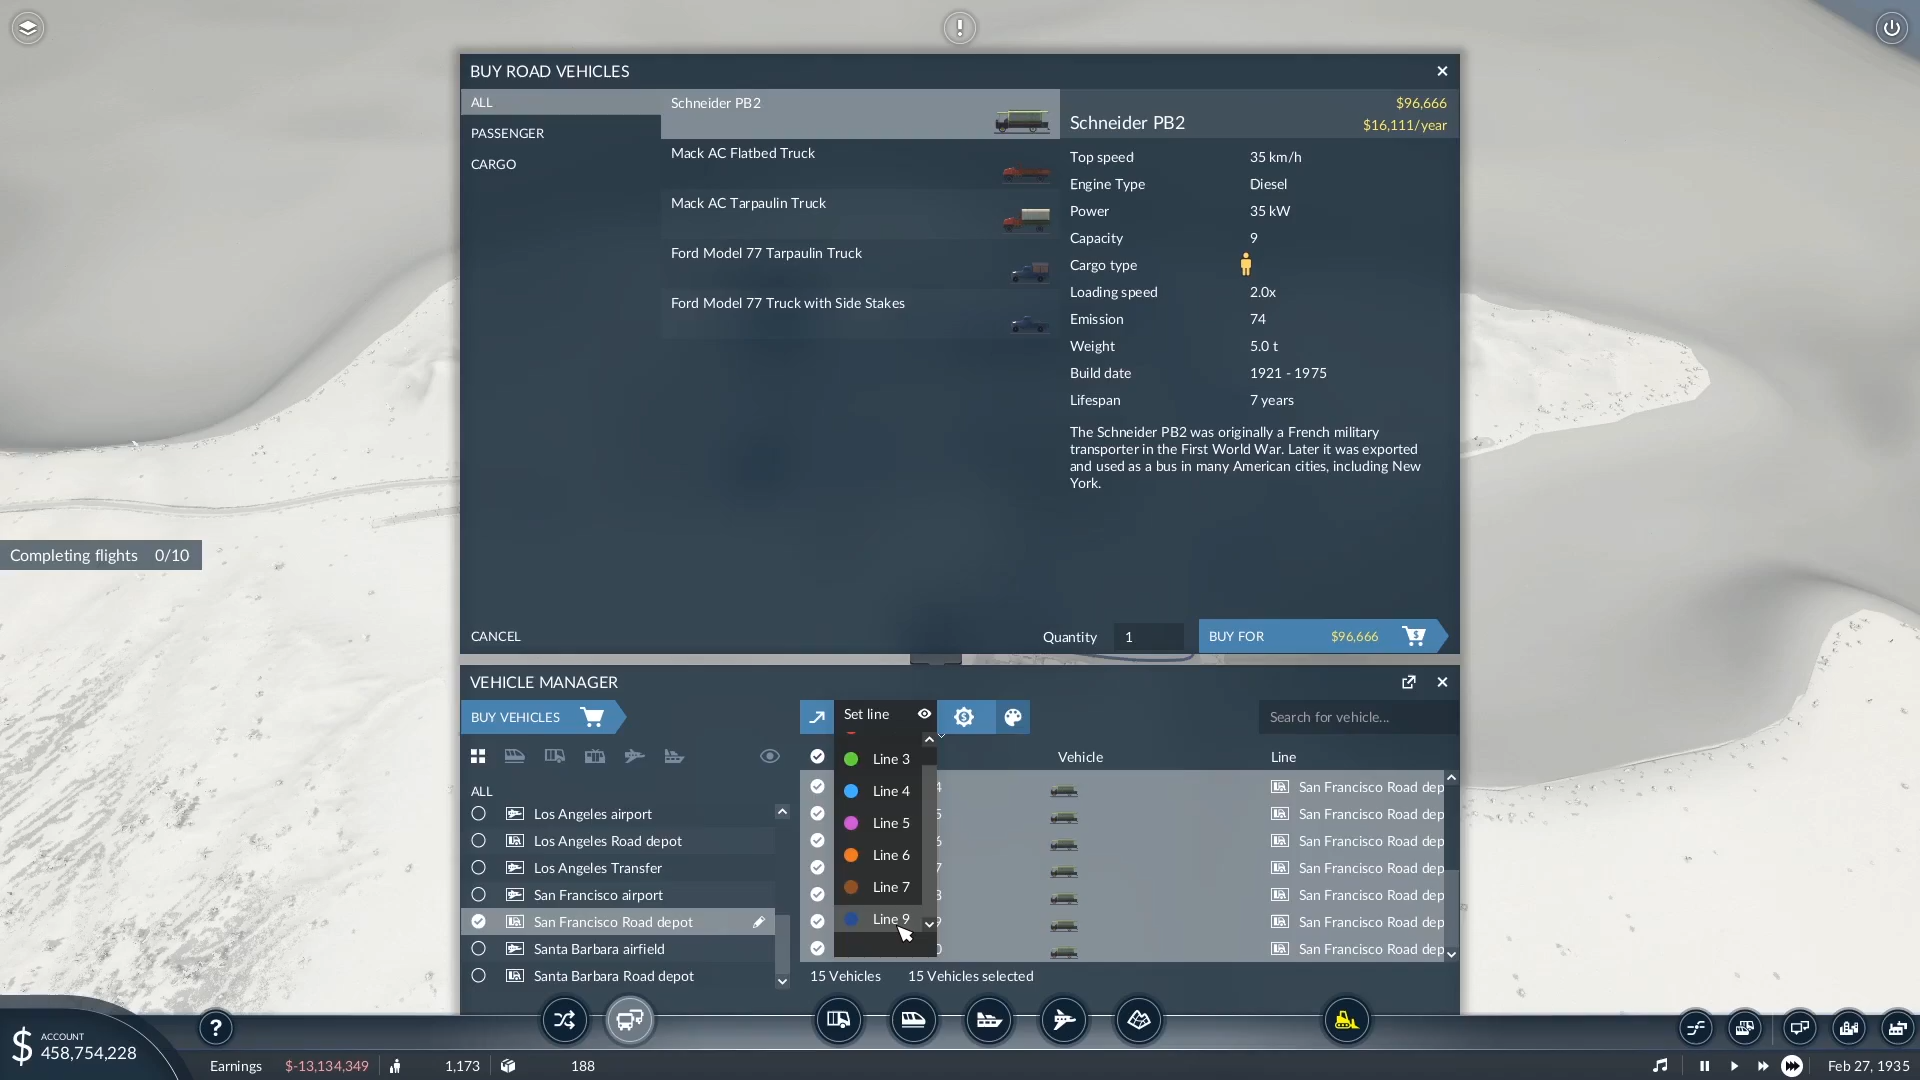 BUY ROAD VEHICLES
ALL
PASSENGER
CARGO
Schneider PB2
Mack AC Flatbed Truck
Mack AC Tarpaulin Truck
Ford Model 77 Tarpaulin Truck
Ford Model 77 Truck with Side Stakes
$96,666
Schneider PB2
$16,111/year
Top speed 35 km/h
Engine Type Diesel
Power 35 kW
Capacity 9
Cargo type
Loading speed 2.0x
Emission 74
Weight 5.0 t
Build date 1921 - 1975
Lifespan 7 years
The Schneider PB2 was originally a French military
transporter in the First World War. Later it was exported
and used as a bus in many American cities, including New
York.
Completing flights 0/10
CANCEL
Quantity 1
BUY FOR $96,666
VEHICLE MANAGER
BUY VEHICLES
Set line
Search for vehicle...
ALL
Los Angeles airport
Los Angeles Road depot
Los Angeles Transfer
San Francisco airport
San Francisco Road depot
Santa Barbara airfield
Santa Barbara Road depot
Line 3
Line 4
Line 5
Line 6
Line 7
Line 9
Vehicle Line
San Francisco Road dep
San Francisco Road dep
San Francisco Road dep
San Francisco Road dep
San Francisco Road dep
San Francisco Road dep
San Francisco Road dep
15 Vehicles 15 Vehicles selected
ACCOUNT
$ 458,754,228
?
Earnings $-13,134,349 1,173 188
Feb 27, 1935